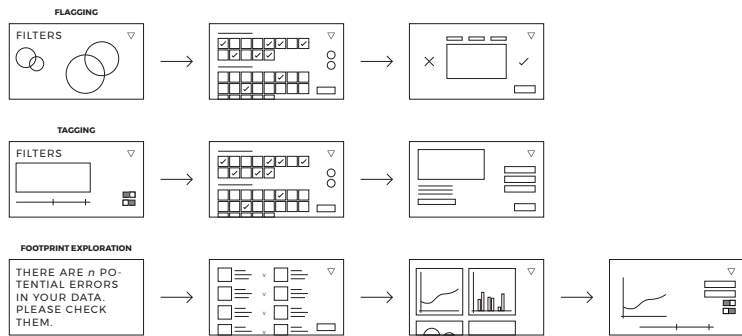 FLAGGING
FILTERS
TAGGING
FILTERS
FOOTPRINT EXPLORATION
THERE ARE n PO-
TENTIAL ERRORS
IN YOUR DATA.
PLEASE CHECK
THEM.
v
v
v
v